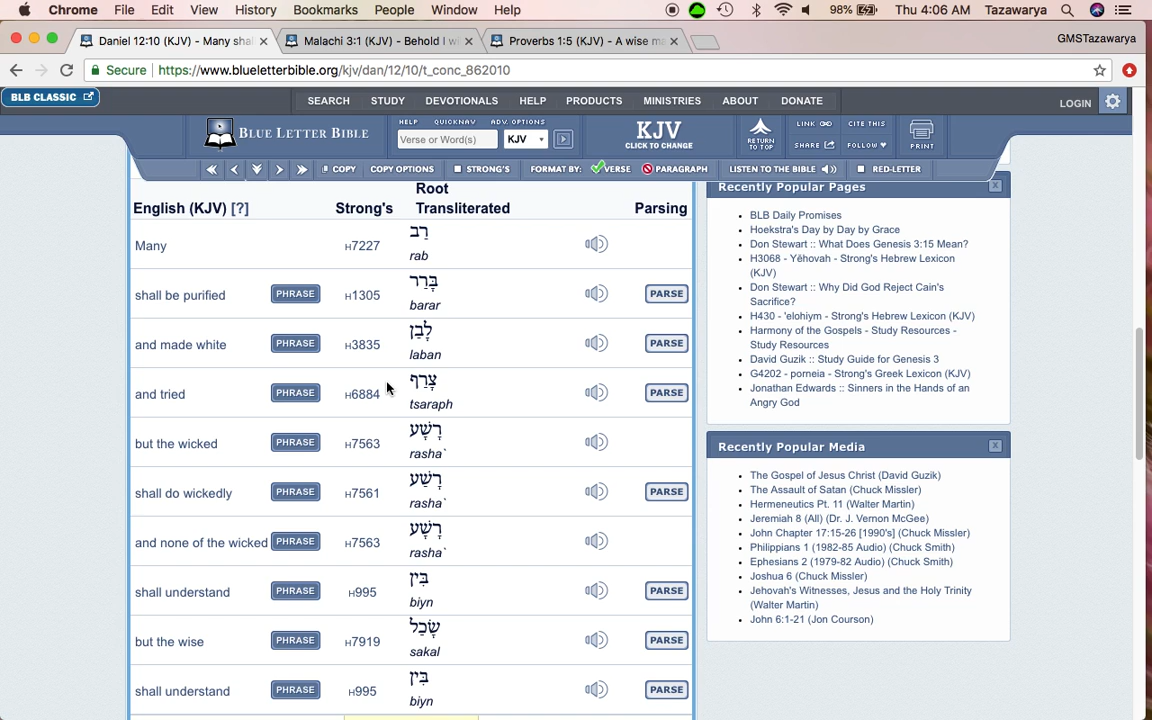 Chrome File Edit View History Bookmarks People Window Help 98% Thu 4:06 AM Tazawarya
Daniel 12:10 (KJV) - Many shal
Malachi 3:1 (KJV) - Behold I wi
Proverbs 1:5 (KJV) - A wise ma
GMSTazawarya
Secure https://www.blueletterbible.org/kjv/dan/12/10/t_conc_862010
BLB CLASSIC
SEARCH STUDY DEVOTIONALS HELP PRODUCTS MINISTRIES ABOUT DONATE LOGIN
BLUE LETTER BIBLE
HELP QUICKNAV ADV. OPTIONS
Verse or Word(s) KJV
KJV
CLICK TO CHANGE
RETURN
TO TOP
LINK CITE THIS
SHARE FOLLOW
PRINT
COPY COPY OPTIONS STRONG'S FORMAT BY: VERSE PARAGRAPH LISTEN TO THE BIBLE RED-LETTER
Root
English (KJV) [?] Strong's Transliterated Parsing
Many H7227 רַב
rab
shall be purified PHRASE H1305 בָּרַר PARSE
barar
and made white PHRASE H3835 לָבַן PARSE
laban
and tried PHRASE H6884 צָרַף PARSE
tsaraph
but the wicked PHRASE H7563 רָשָׁע
rasha`
shall do wickedly PHRASE H7561 רָשַׁע PARSE
rasha`
and none of the wicked PHRASE H7563 רָשָׁע
rasha`
shall understand PHRASE H995 בִּין PARSE
biyn
but the wise PHRASE H7919 שָׂכַל PARSE
sakal
shall understand PHRASE H995 בִּין PARSE
biyn
Recently Popular Pages
BLB Daily Promises
Hoekstra's Day by Day by Grace
Don Stewart :: What Does Genesis 3:15 Mean?
H3068 - Yĕhovah - Strong's Hebrew Lexicon
(KJV)
Don Stewart :: Why Did God Reject Cain's
Sacrifice?
H430 - 'elohiym - Strong's Hebrew Lexicon (KJV)
Harmony of the Gospels - Study Resources -
Study Resources
David Guzik :: Study Guide for Genesis 3
G4202 - porneia - Strong's Greek Lexicon (KJV)
Jonathan Edwards :: Sinners in the Hands of an
Angry God
Recently Popular Media
The Gospel of Jesus Christ (David Guzik)
The Assault of Satan (Chuck Missler)
Hermeneutics Pt. 11 (Walter Martin)
Jeremiah 8 (All) (Dr. J. Vernon McGee)
John Chapter 17:15-26 [1990's] (Chuck Missler)
Philippians 1 (1982-85 Audio) (Chuck Smith)
Ephesians 2 (1979-82 Audio) (Chuck Smith)
Joshua 6 (Chuck Missler)
Jehovah's Witnesses, Jesus and the Holy Trinity
(Walter Martin)
John 6:1-21 (Jon Courson)